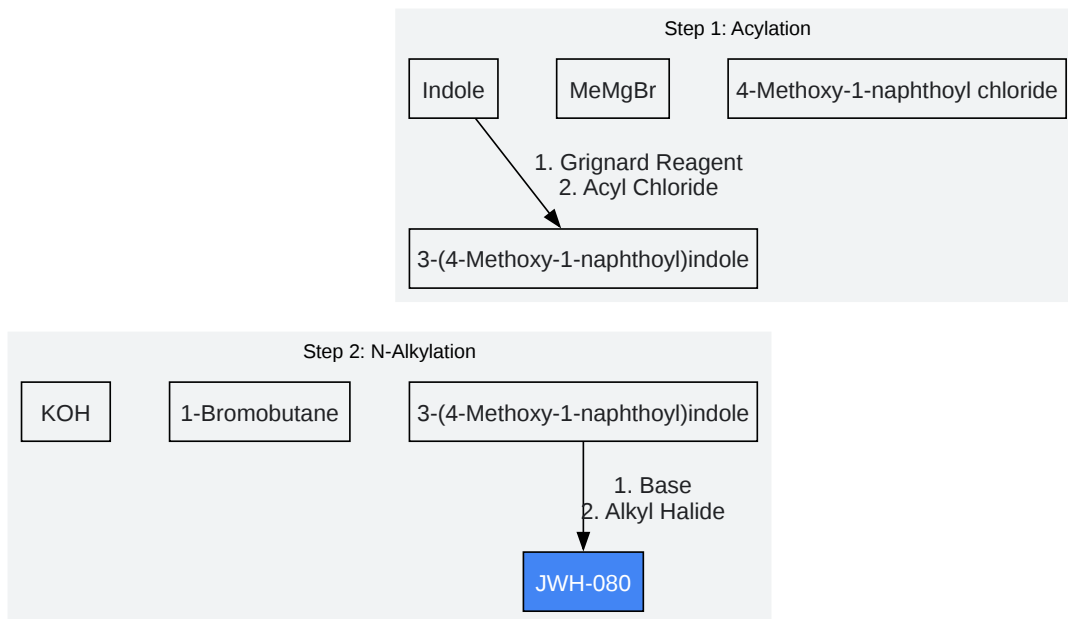 Step 1: Acylation
Indole
MeMgBr
4-Methoxy-1-naphthoyl chloride
1. Grignard Reagent
2. Acyl Chloride
3-(4-Methoxy-1-naphthoyl)indole
Step 2: N-Alkylation
KOH
1-Bromobutane
3-(4-Methoxy-1-naphthoyl)indole
1. Base
2. Alkyl Halide
JWH-080